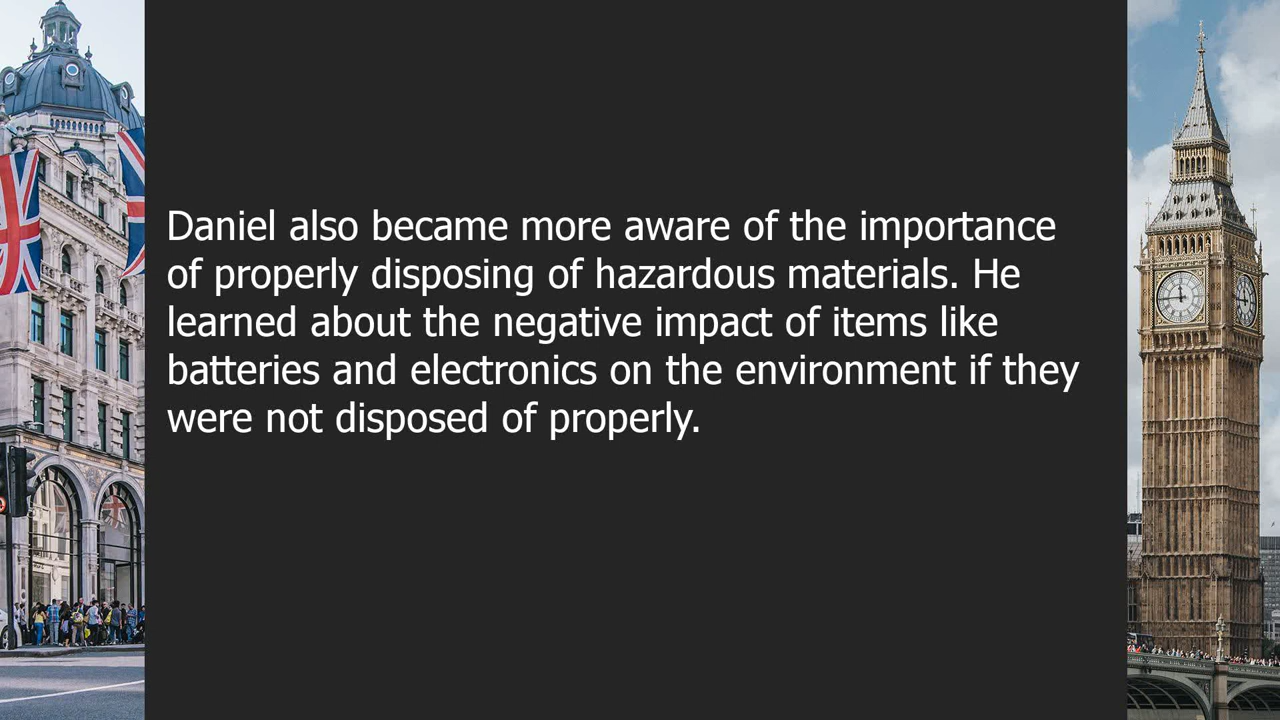 Daniel also became more aware of the importance
of properly disposing of hazardous materials. He
learned about the negative impact of items like
batteries and electronics on the environment if they
were not disposed of properly.